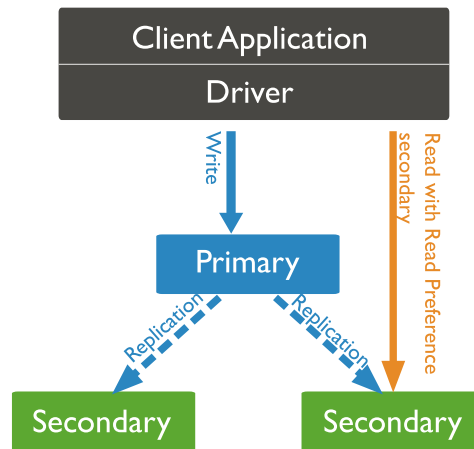 Client Application
Driver
Write
Read with Read Preference
secondary
Primary
Replication
Replication
Secondary
Secondary